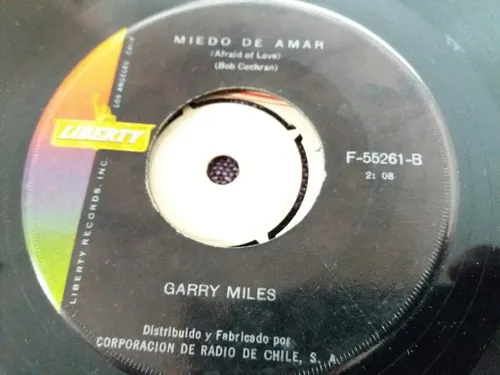 MIEDO DE AMAR
(Afraid of Love)
(Bob Cochran)
LIBERTY
LOS ANGELES, CALIF.
LIBERTY RECORDS, INC.
F-55261-B
2: 08
GARRY MILES
Distribuido y Fabricado por
CORPORACION DE RADIO DE CHILE, S. A.